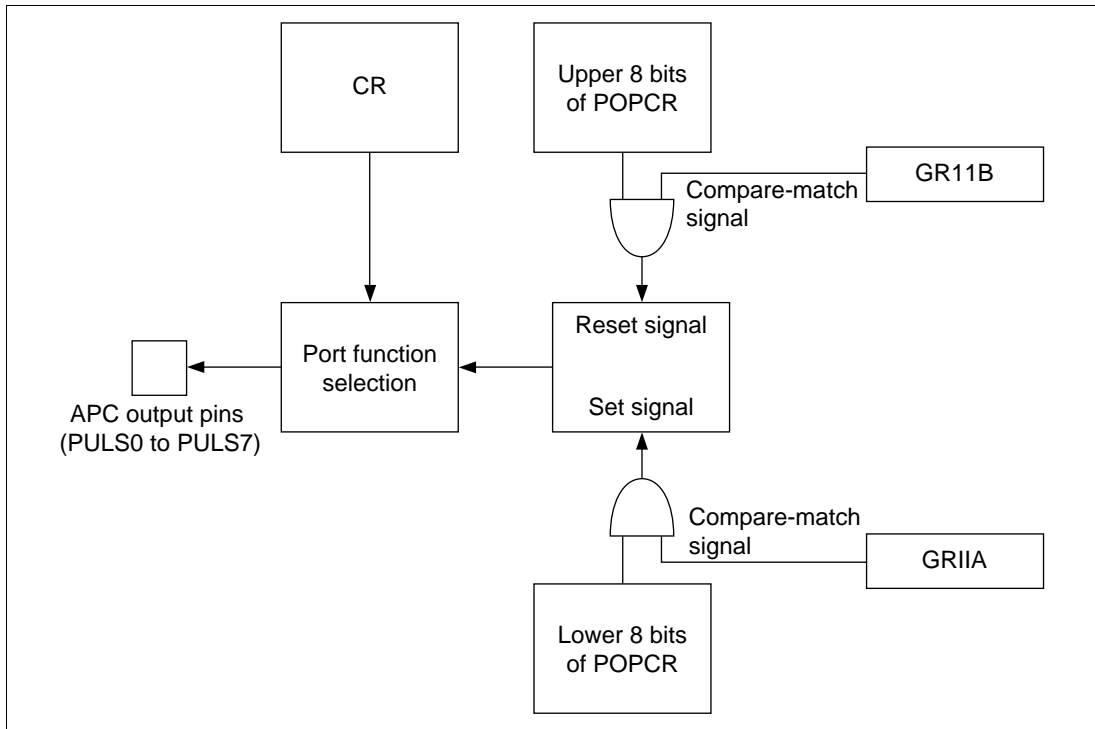 CR
Upper 8 bits
of POPCR
GR11B
Compare-match
signal
Reset signal
Port function
selection
Set signal
APC output pins
(PULS0 to PULS7)
Compare-match
signal
GRIIA
Lower 8 bits
of POPCR